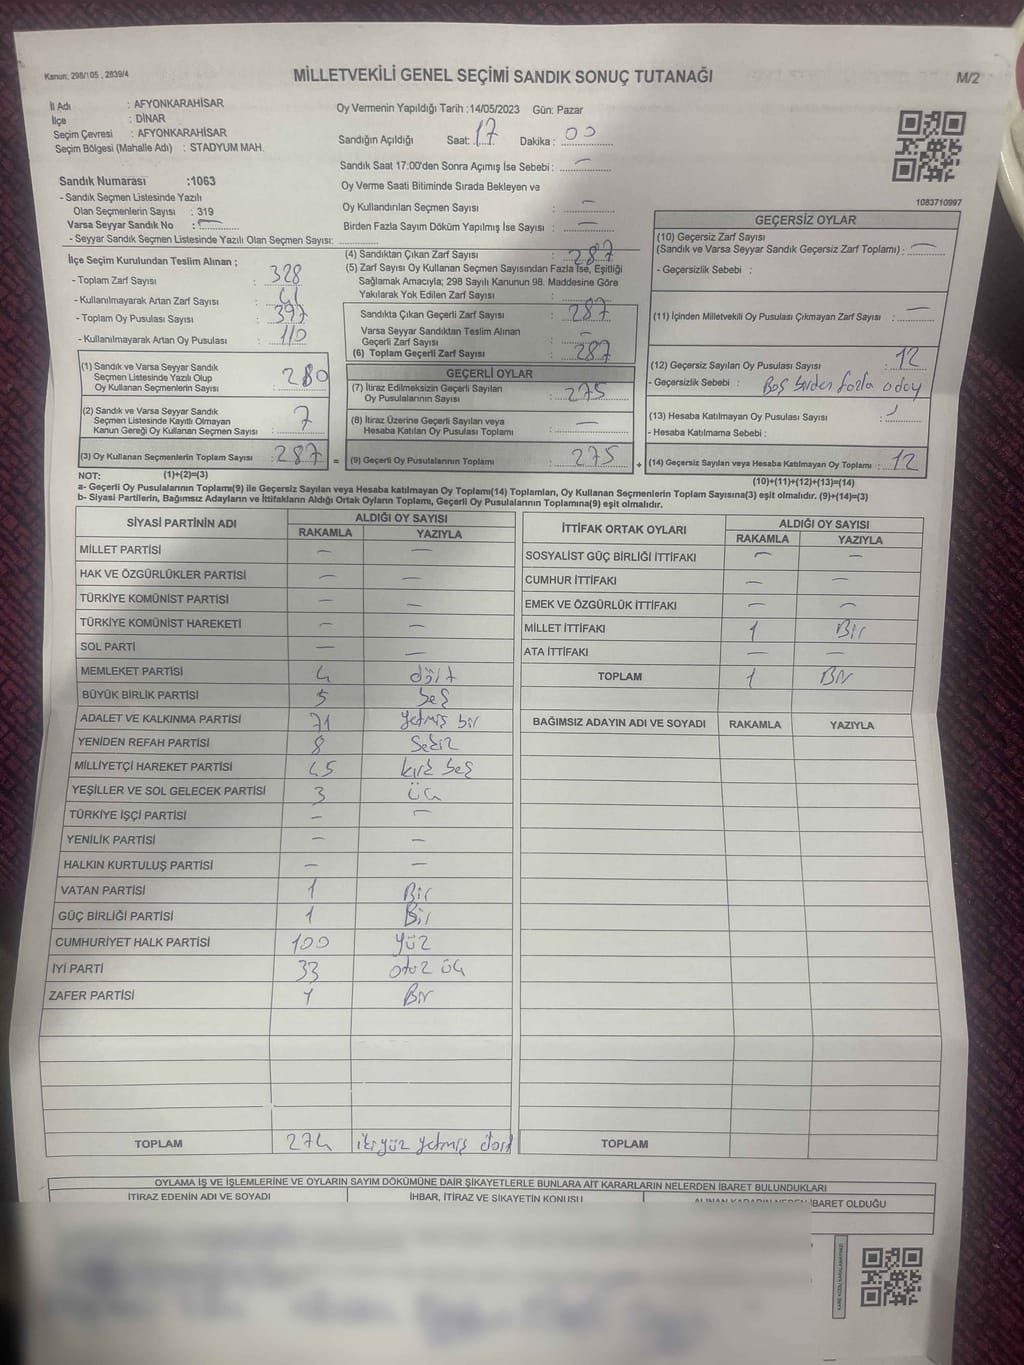 Kanun; 298/105 , 2839/4
MİLLETVEKİLİ GENEL SEÇİMİ SANDIK SONUÇ TUTANAĞI
M/2
İl Adı : AFYONKARAHİSAR
İlçe : DİNAR
Seçim Çevresi : AFYONKARAHİSAR
Seçim Bölgesi (Mahalle Adı) : STADYUM MAH.
Oy Vermenin Yapıldığı Tarih :14/05/2023 Gün: Pazar
Sandığın Açıldığı Saat: 17 Dakika : 00
Sandık Saat 17:00'den Sonra Açımış İse Sebebi : —
Oy Verme Saati Bitiminde Sırada Bekleyen ve
Oy Kullandırılan Seçmen Sayısı : —
Birden Fazla Sayım Döküm Yapılmış İse Sayısı : —
1083710997
Sandık Numarası :1063
- Sandık Seçmen Listesinde Yazılı
Olan Seçmenlerin Sayısı : 319
Varsa Seyyar Sandık No : —
- Seyyar Sandık Seçmen Listesinde Yazılı Olan Seçmen Sayısı:
İlçe Seçim Kurulundan Teslim Alınan ;
- Toplam Zarf Sayısı : 328
- Kullanılmayarak Artan Zarf Sayısı : 41
- Toplam Oy Pusulası Sayısı : 397
- Kullanılmayarak Artan Oy Pusulası : 110
(1) Sandık ve Varsa Seyyar Sandık
Seçmen Listesinde Yazılı Olup
Oy Kullanan Seçmenlerin Sayısı : 280
(2) Sandık ve Varsa Seyyar Sandık
Seçmen Listesinde Kayıtlı Olmayan
Kanun Gereği Oy Kullanan Seçmen Sayısı : 7
(3) Oy Kullanan Seçmenlerin Toplam Sayısı : 287 =
(4) Sandıktan Çıkan Zarf Sayısı : 287
(5) Zarf Sayısı Oy Kullanan Seçmen Sayısından Fazla İse, Eşitliği
Sağlamak Amacıyla; 298 Sayılı Kanunun 98. Maddesine Göre
Yakılarak Yok Edilen Zarf Sayısı :
Sandıkta Çıkan Geçerli Zarf Sayısı : 287
Varsa Seyyar Sandıktan Teslim Alınan
Geçerli Zarf Sayısı : —
(6) Toplam Geçerli Zarf Sayısı : 287
GEÇERLİ OYLAR
(7) İtiraz Edilmeksizin Geçerli Sayılan
Oy Pusulalarının Sayısı : 275
(8) İtiraz Üzerine Geçerli Sayılan veya
Hesaba Katılan Oy Pusulası Toplamı : —
(9) Geçerli Oy Pusulalarının Toplamı : 275 +
GEÇERSİZ OYLAR
(10) Geçersiz Zarf Sayısı
(Sandık ve Varsa Seyyar Sandık Geçersiz Zarf Toplamı) : —
- Geçersizlik Sebebi :
(11) İçinden Milletvekili Oy Pusulası Çıkmayan Zarf Sayısı : —
(12) Geçersiz Sayılan Oy Pusulası Sayısı : 12
- Geçersizlik Sebebi : Boş birden fazla
(13) Hesaba Katılmayan Oy Pusulası Sayısı :
- Hesaba Katılmama Sebebi :
(14) Geçersiz Sayılan veya Hesaba Katılmayan Oy Toplamı : 12
NOT: (1)+(2)=(3) (10)+(11)+(12)+(13)=(14)
a- Geçerli Oy Pusulalarının Toplamı(9) ile Geçersiz Sayılan veya Hesaba katılmayan Oy Toplamı(14) Toplamları, Oy Kullanan Seçmenlerin Toplam Sayısına(3) eşit olmalıdır. (9)+(14)=(3)
b- Siyasi Partilerin, Bağımsız Adayların ve İttifakların Aldığı Ortak Oyların Toplamı, Geçerli Oy Pusulalarının Toplamına(9) eşit olmalıdır.
SİYASİ PARTİNİN ADI ALDIĞI OY SAYISI
RAKAMLA YAZIYLA
MİLLET PARTİSİ — —
HAK VE ÖZGÜRLÜKLER PARTİSİ — —
TÜRKİYE KOMÜNİST PARTİSİ — —
TÜRKİYE KOMÜNİST HAREKETİ — —
SOL PARTİ — —
MEMLEKET PARTİSİ 4 dört
BÜYÜK BİRLİK PARTİSİ 5 beş
ADALET VE KALKINMA PARTİSİ 71 yetmiş bir
YENİDEN REFAH PARTİSİ 8 Sekiz
MİLLİYETÇİ HAREKET PARTİSİ 45 kırk beş
YEŞİLLER VE SOL GELECEK PARTİSİ 3 üç
TÜRKİYE İŞÇİ PARTİSİ — —
YENİLİK PARTİSİ — —
HALKIN KURTULUŞ PARTİSİ — —
VATAN PARTİSİ 1 Bir
GÜÇ BİRLİĞİ PARTİSİ 1 Bir
CUMHURİYET HALK PARTİSİ 100 yüz
İYİ PARTİ 33 otuz üç
ZAFER PARTİSİ 1 Bir
TOPLAM 274 ikiyüz yetmiş dört
İTTİFAK ORTAK OYLARI ALDIĞI OY SAYISI
RAKAMLA YAZIYLA
SOSYALİST GÜÇ BİRLİĞİ İTTİFAKI — —
CUMHUR İTTİFAKI — —
EMEK VE ÖZGÜRLÜK İTTİFAKI — —
MİLLET İTTİFAKI 1 Bir
ATA İTTİFAKI — —
TOPLAM 1 Bir
BAĞIMSIZ ADAYIN ADI VE SOYADI RAKAMLA YAZIYLA
TOPLAM
OYLAMA İŞ VE İŞLEMLERİNE VE OYLARIN SAYIM DÖKÜMÜNE DAİR ŞİKAYETLERLE BUNLARA AİT KARARLARIN NELERDEN İBARET BULUNDUKLARI
İTİRAZ EDENİN ADI VE SOYADI İHBAR, İTİRAZ VE ŞİKAYETİN KONUSU ALINAN KARARIN NEDEN İBARET OLDUĞU